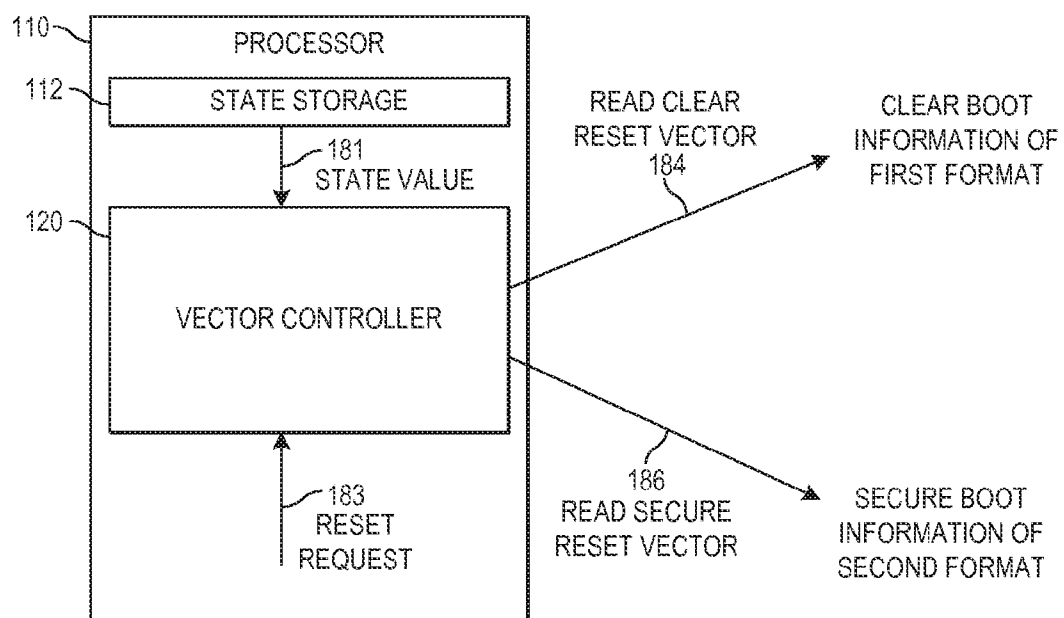 110
PROCESSOR
112
STATE STORAGE
181
STATE VALUE
120
VECTOR CONTROLLER
183
RESET
REQUEST
READ CLEAR
RESET VECTOR
184
CLEAR BOOT
INFORMATION OF
FIRST FORMAT
186
READ SECURE
RESET VECTOR
SECURE BOOT
INFORMATION OF
SECOND FORMAT